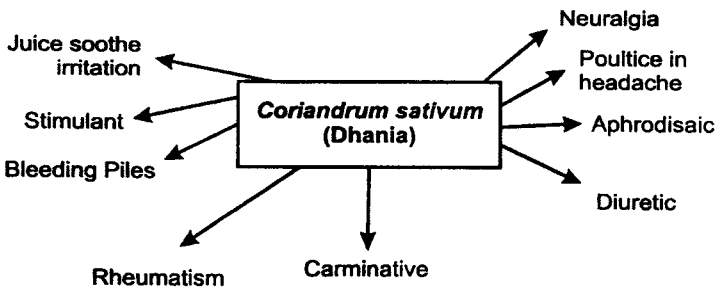 Juice soothe
irritation
Stimulant
Bleeding Piles
Rheumatism
Coriandrum sativum
(Dhania)
Carminative
Neuralgia
Poultice in
headache
Aphrodisaic
Diuretic